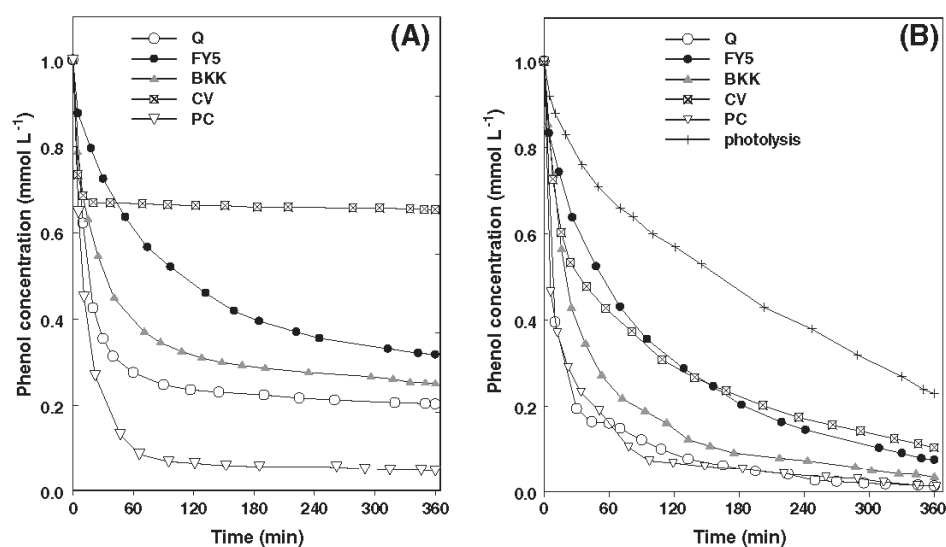 (A)
Q
FY5
BKK
CV
PC
Phenol concentration (mmol L⁻¹)
1.0
0.8
0.6
0.4
0.2
0.0
0 60 120 180 240 300 360
Time (min)
(B)
Q
FY5
BKK
CV
PC
photolysis
Phenol concentration (mmol L⁻¹)
1.0
0.8
0.6
0.4
0.2
0.0
0 60 120 180 240 300 360
Time (min)